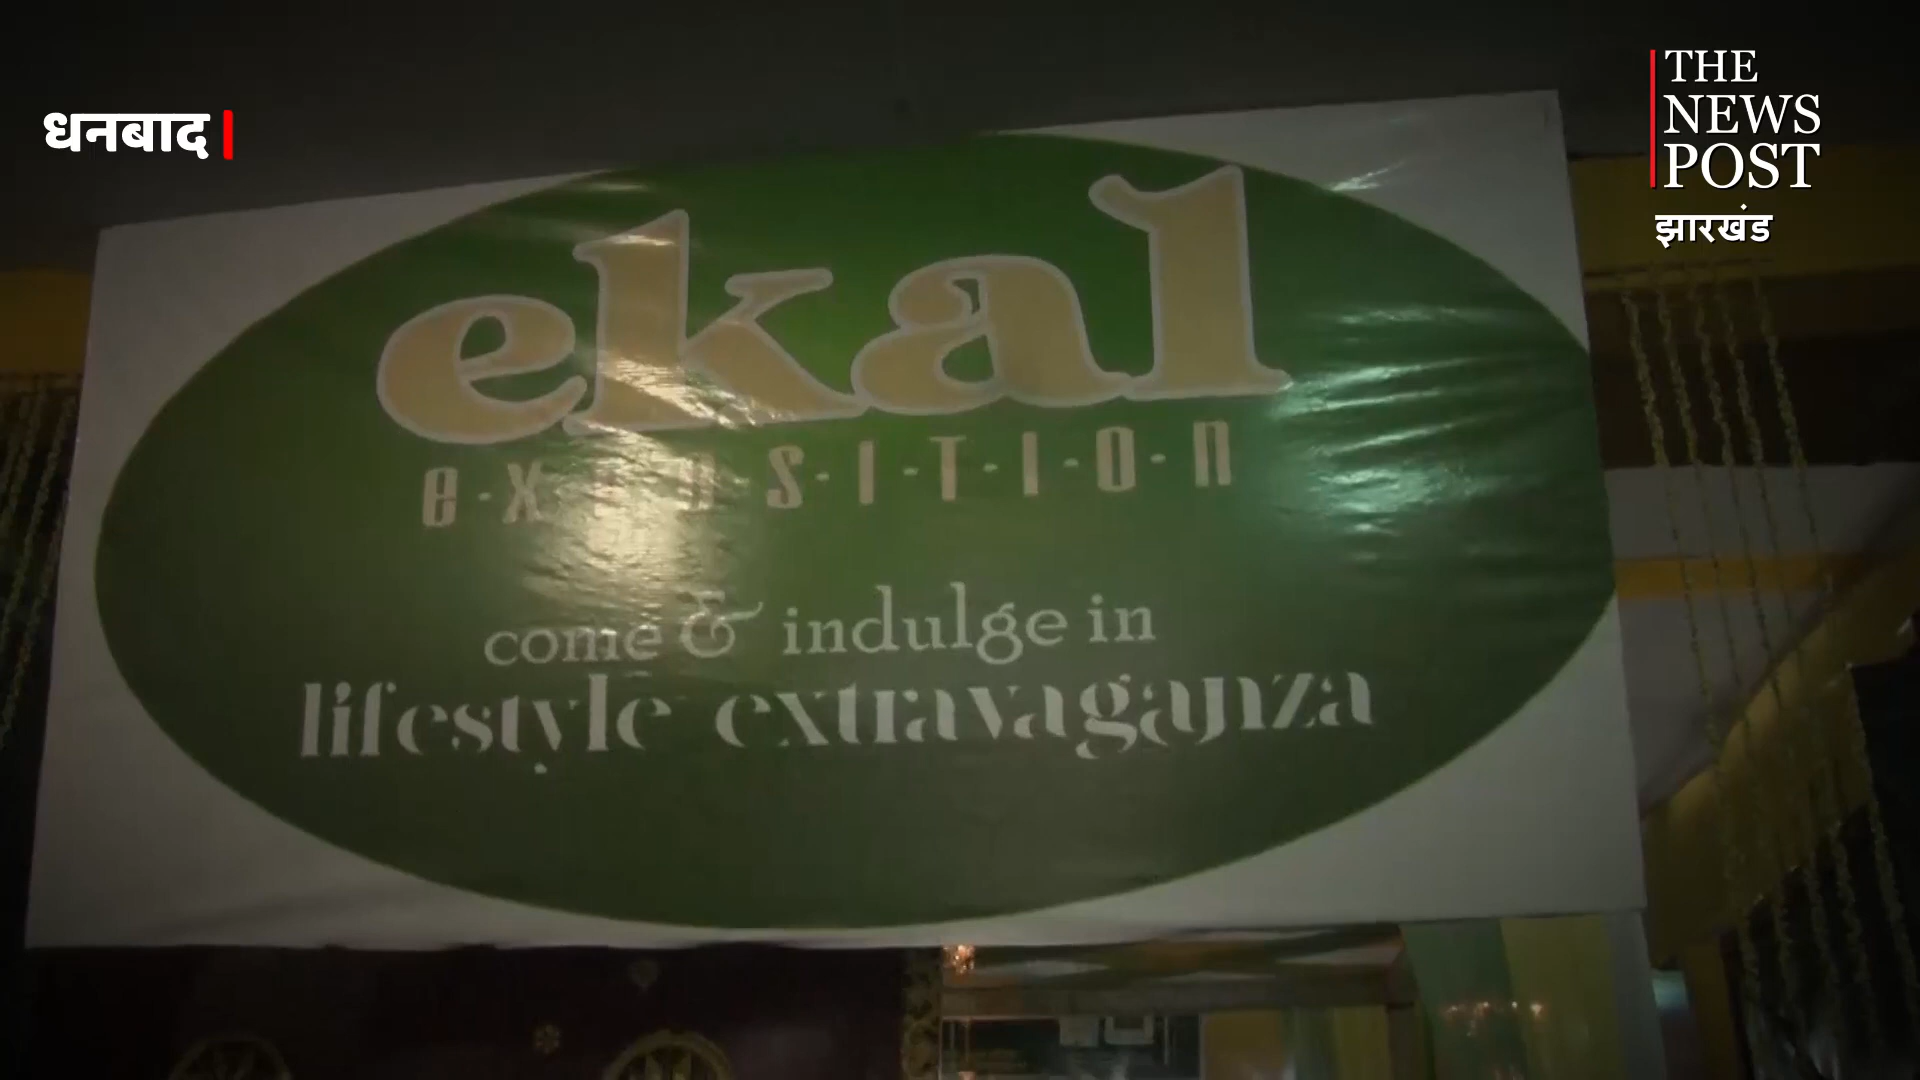 धनबाद
THE
NEWS
POST
झारखंड
ekal
e·x·p·o·s·i·t·i·o·n
come & indulge in
lifestyle extravaganza